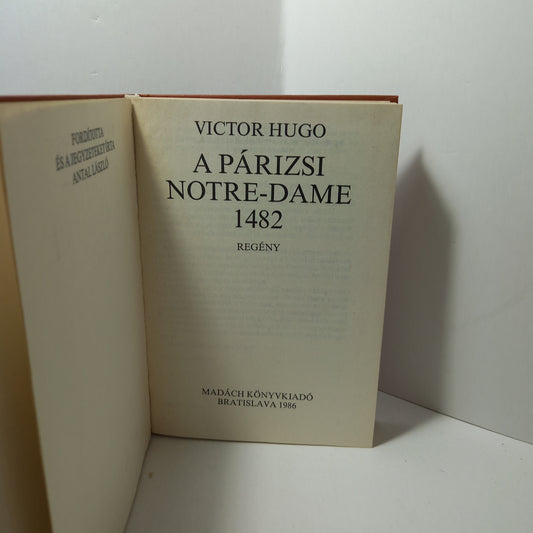 FORDÍTOTTA
ÉS A JEGYZETEKET ÍRTA
ANTAL LÁSZLÓ
VICTOR HUGO
A PÁRIZSI
NOTRE-DAME
1482
REGÉNY
MADÁCH KÖNYVKIADÓ
BRATISLAVA 1986